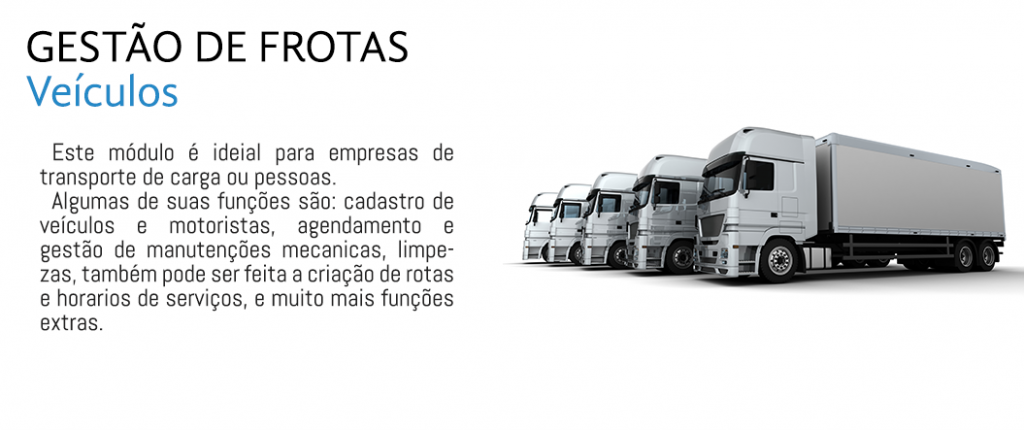 GESTÃO DE FROTAS
Veículos
Este módulo é ideial para empresas de
transporte de carga ou pessoas.
Algumas de suas funções são: cadastro de
veículos e motoristas, agendamento e
gestão de manutenções mecanicas, limpe-
zas, também pode ser feita a criação de rotas
e horarios de serviços, e muito mais funções
extras.